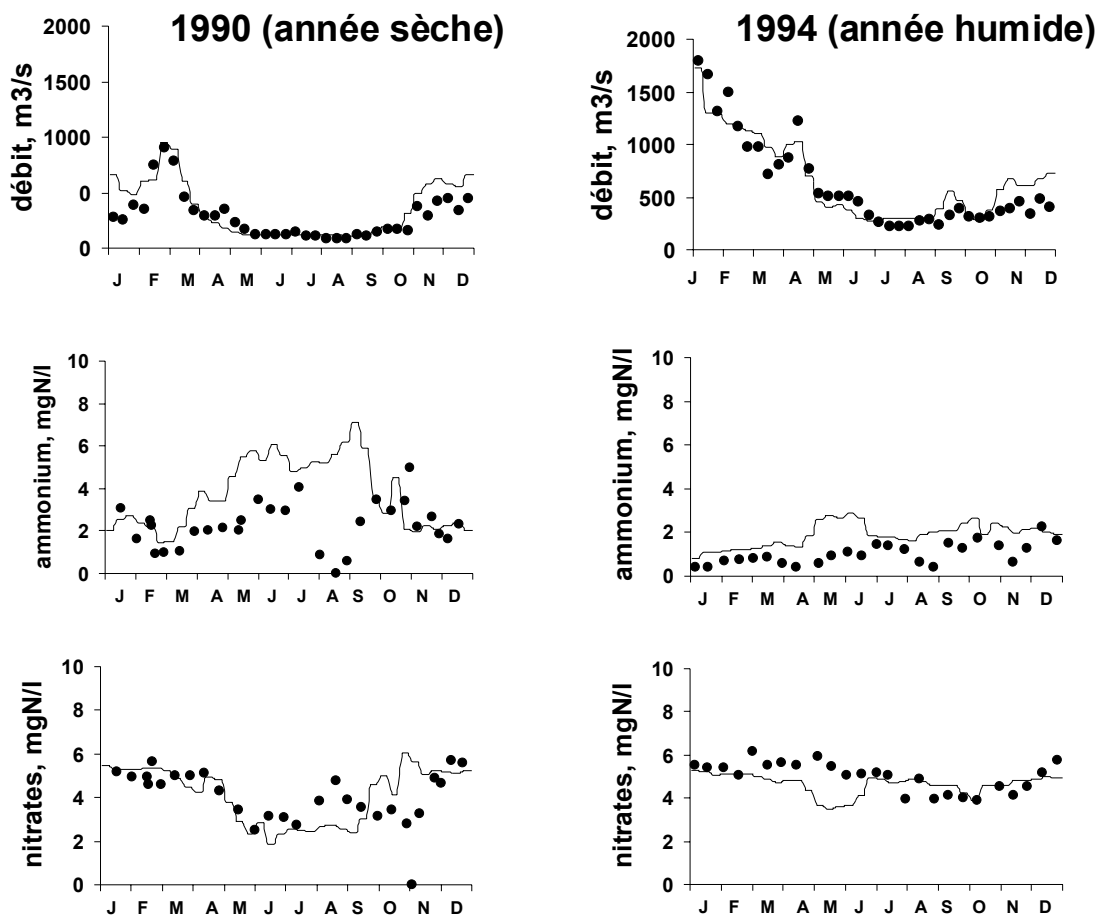 1990 (année sèche)
débit, m3/s
2000
1500
1000
0
0
J F M A M J J A S O N D
1994 (année humide)
débit, m3/s
2000
1500
1000
500
0
J F M A M J J A S O N D
ammonium, mgN/l
10
8
6
4
2
0
J F M A M J J A S O N D
ammonium, mgN/l
10
8
6
4
2
0
J F M A M J J A S O N D
nitrates, mgN/l
10
8
6
4
2
0
J F M A M J J A S O N D
nitrates, mgN/l
10
8
6
4
2
0
J F M A M J J A S O N D